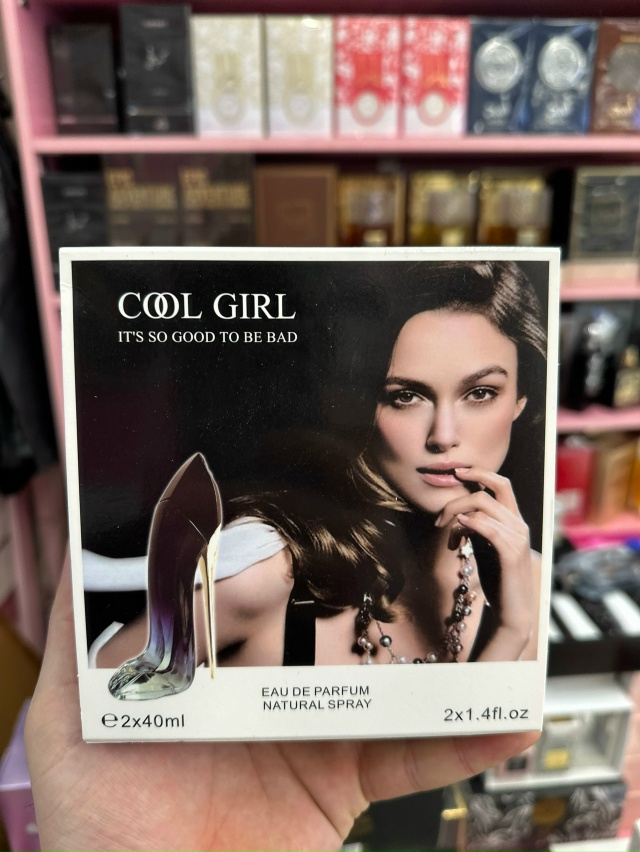 COOL GIRL
IT'S SO GOOD TO BE BAD
EAU DE PARFUM
NATURAL SPRAY
℮2x40ml
2x1.4fl.oz